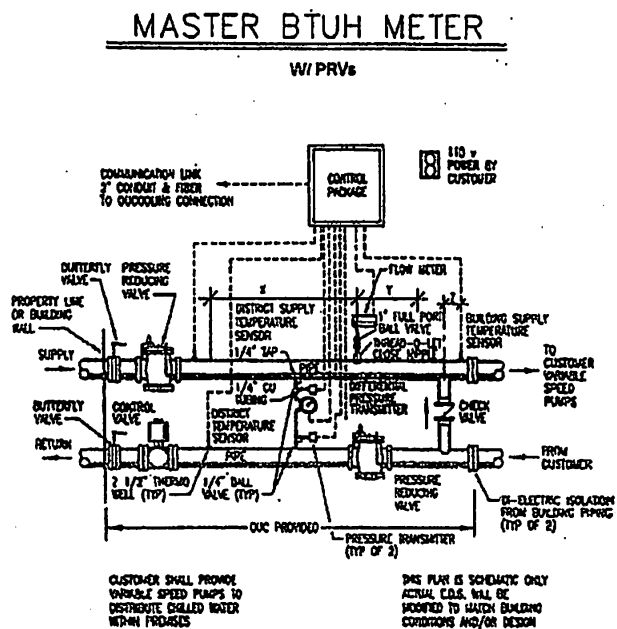 MASTER BTUH METER
W/ PRVs
COMMUNICATION LINK
2" CONDUIT & FIBER
TO OUCOOLING CONNECTION
CONTROL
PACKAGE
110 v
POWER BY
CUSTOMER
BUTTERFLY
VALVE
PRESSURE
REDUCING
VALVE
PROPERTY LINE
OR BUILDING
WALL
X
FLOW METER
Y
Z
DISTRICT SUPPLY
TEMPERATURE
SENSOR
1" FULL PORT
BALL VALVE
THREAD-O-LET
CLOSE NIPPLE
BUILDING SUPPLY
TEMPERATURE
SENSOR
SUPPLY
1/4" TAP
PIPE
1/4" CU
TUBING
DIFFERENTIAL
PRESSURE
TRANSMITTER
TO
CUSTOMER
VARIABLE
SPEED
PUMPS
BUTTERFLY
VALVE
CONTROL
VALVE
DISTRICT
TEMPERATURE
SENSOR
CHECK
VALVE
RETURN
PIPE
FROM
CUSTOMER
2 1/2" THERMO
WELL (TYP)
1/4" BALL
VALVE (TYP)
PRESSURE
REDUCING
VALVE
DI-ELECTRIC ISOLATION
FROM BUILDING PIPING
(TYP OF 2)
OUC PROVIDED
PRESSURE TRANSMITTER
(TYP OF 2)
CUSTOMER SHALL PROVIDE
VARIABLE SPEED PUMPS TO
DISTRIBUTE CHILLED WATER
WITHIN PREMISES
THIS PLAN IS SCHEMATIC ONLY
ACTUAL E.D.S. WILL BE
MODIFIED TO MATCH BUILDING
CONDITIONS AND/OR DESIGN